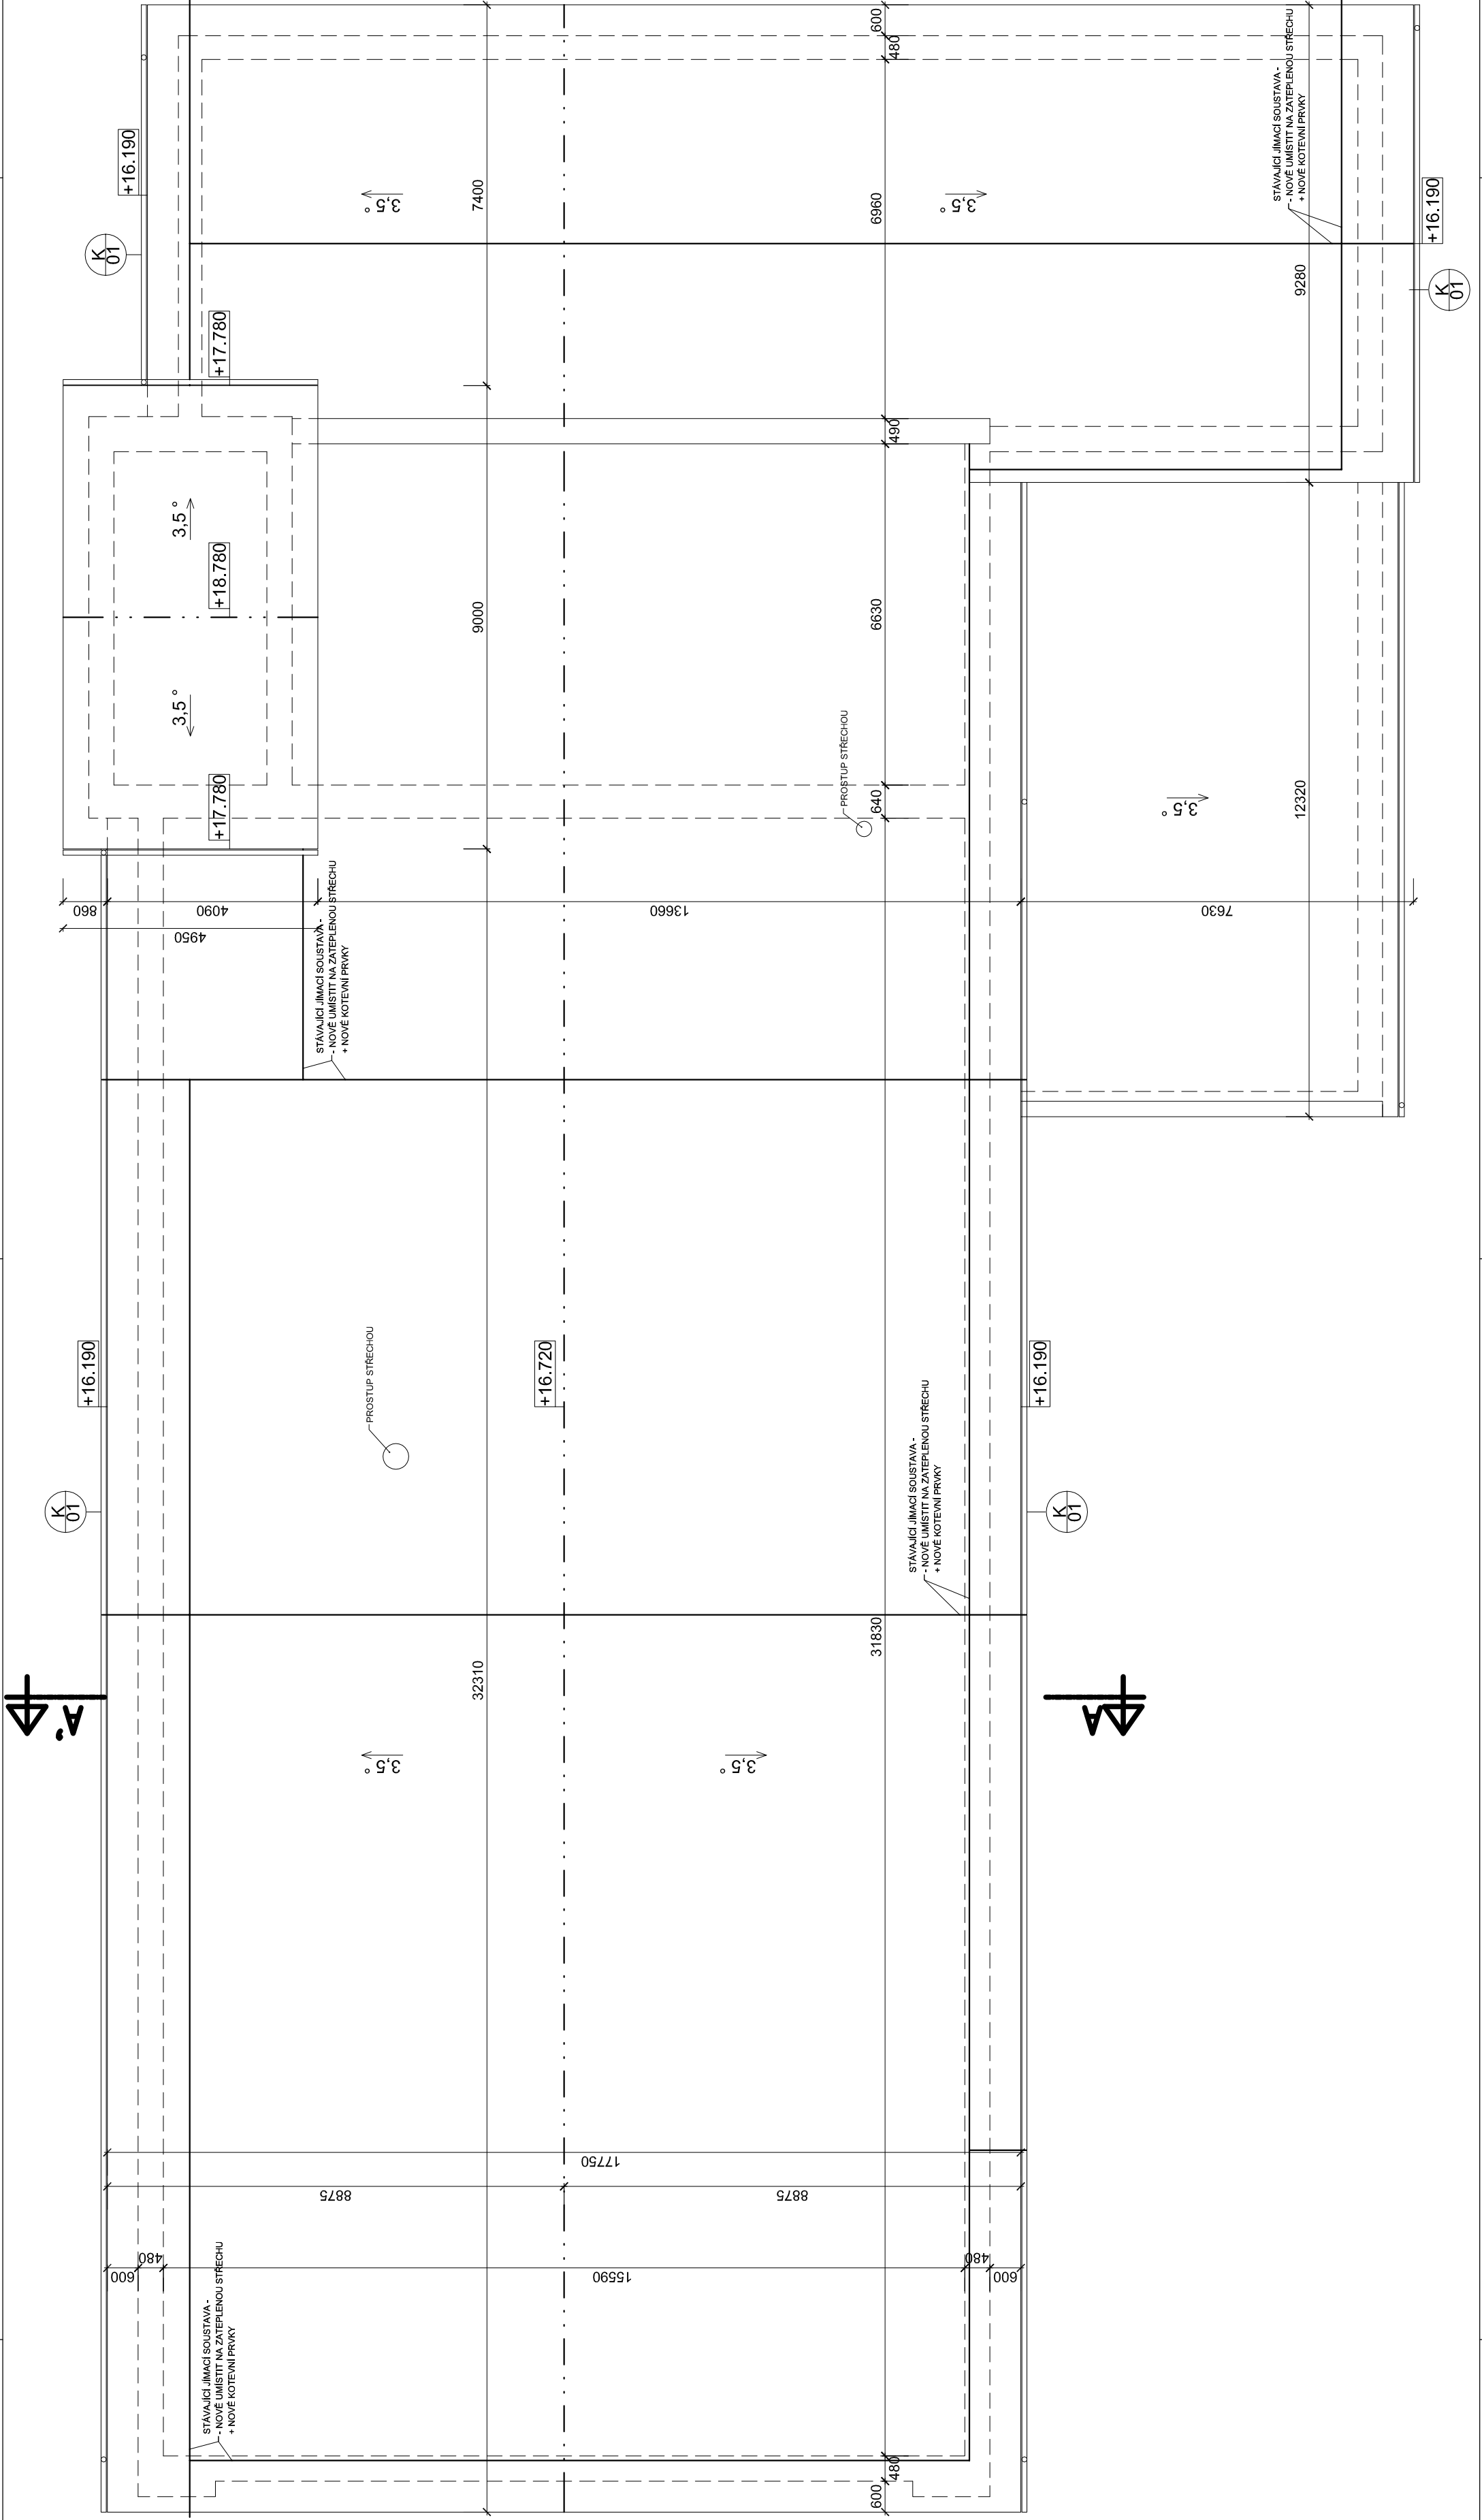 600
480
+16.190
STÁVAJÍCÍ JÍMACÍ SOUSTAVA -
- NOVĚ UMÍSTIT NA ZATEPLENOU STŘECHU
+ NOVÉ KOTEVNÍ PRVKY
3,5 °
7400
6960
3,5 °
+16.190
K
01
9280
K
01
+17.780
490
3,5 °
+18.780
9000
6630
3,5 °
+17.780
PROSTUP STŘECHOU
640
3,5 °
12320
860
4090
4950
13660
7630
STÁVAJÍCÍ JÍMACÍ SOUSTAVA -
- NOVĚ UMÍSTIT NA ZATEPLENOU STŘECHU
+ NOVÉ KOTEVNÍ PRVKY
+16.190
PROSTUP STŘECHOU
+16.720
+16.190
K
01
STÁVAJÍCÍ JÍMACÍ SOUSTAVA -
- NOVĚ UMÍSTIT NA ZATEPLENOU STŘECHU
+ NOVÉ KOTEVNÍ PRVKY
K
01
32310
31830
A'
A
3,5 °
3,5 °
17750
8875
8875
600
480
15590
480
600
STÁVAJÍCÍ JÍMACÍ SOUSTAVA -
- NOVĚ UMÍSTIT NA ZATEPLENOU STŘECHU
+ NOVÉ KOTEVNÍ PRVKY
480
600